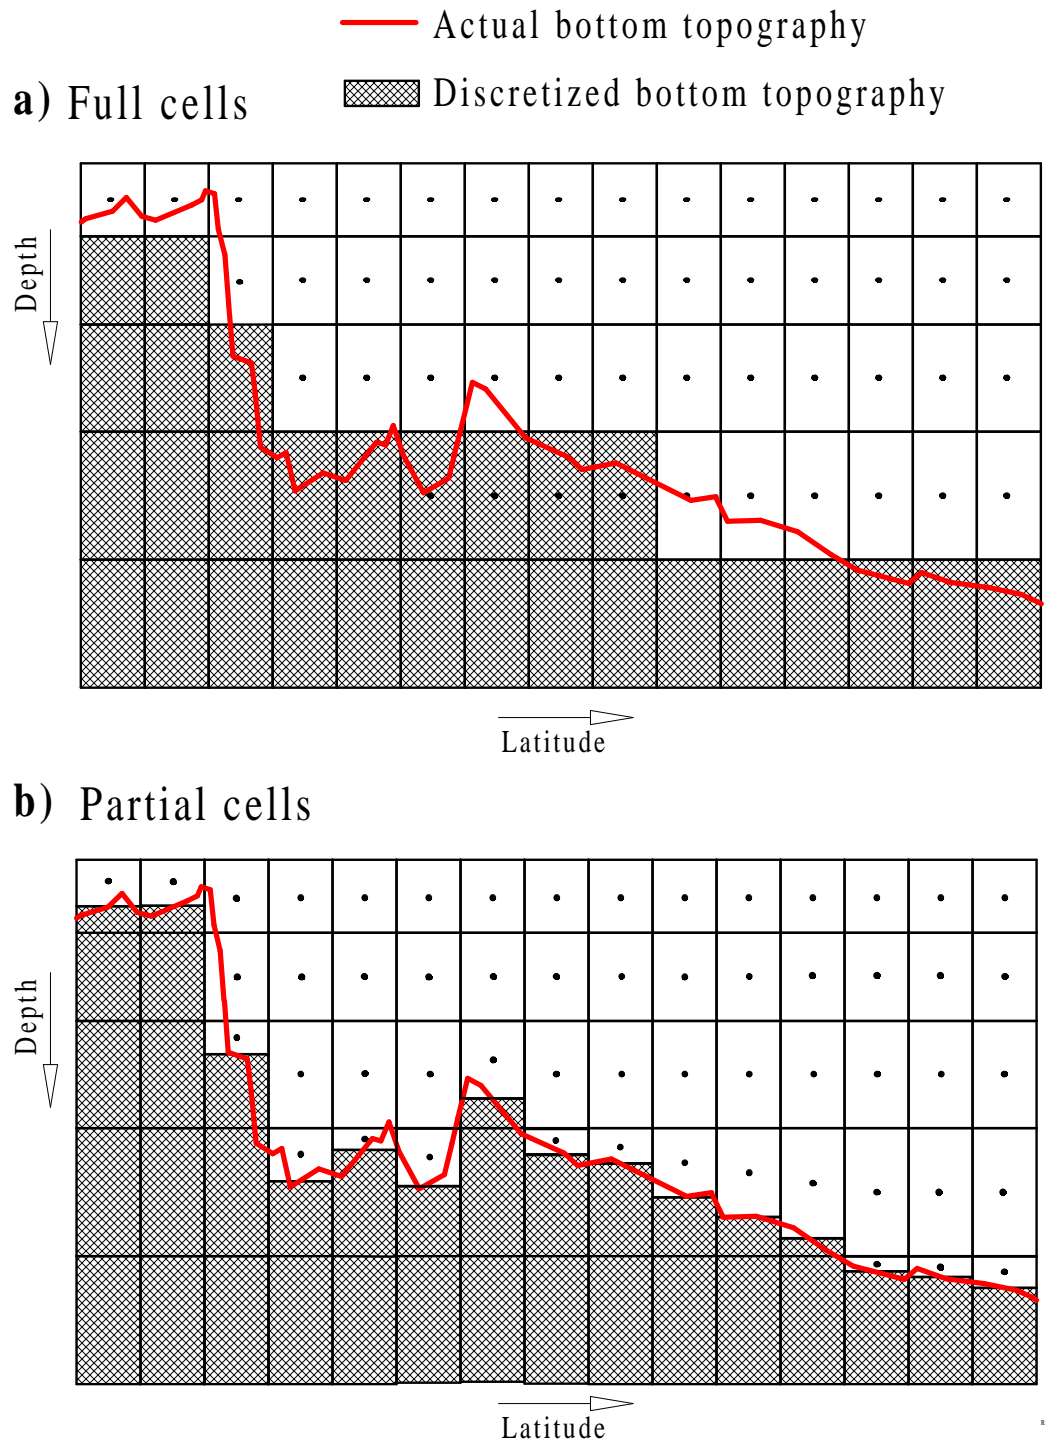 Actual bottom topography
Discretized bottom topography
a) Full cells
Depth
Latitude
b) Partial cells
Depth
Latitude